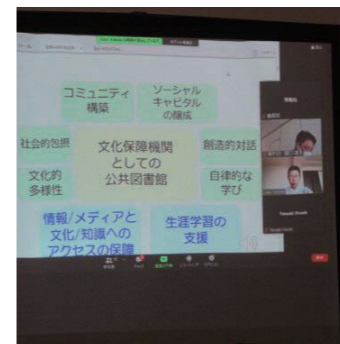 コミュニティ
構築
ソーシャル
キャピタル
の醸成
社会的包摂
文化保障機関
としての
公共図書館
創造的対話
文化的
多様性
自律的な
学び
情報/メディアと
文化/知識への
アクセスの保障
生涯学習の
支援